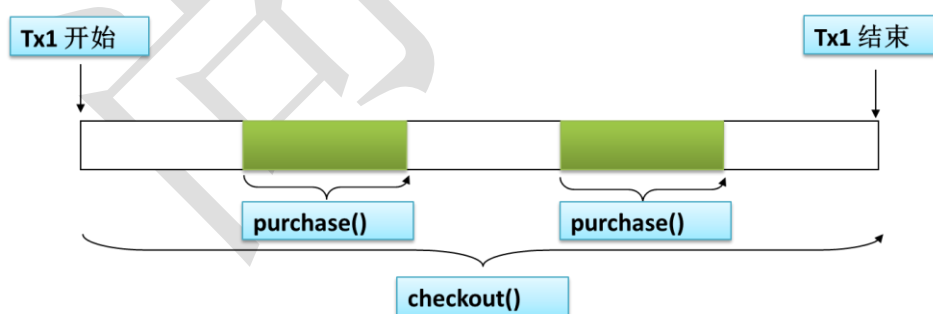 Tx1 开始
Tx1 结束
purchase()
purchase()
checkout()